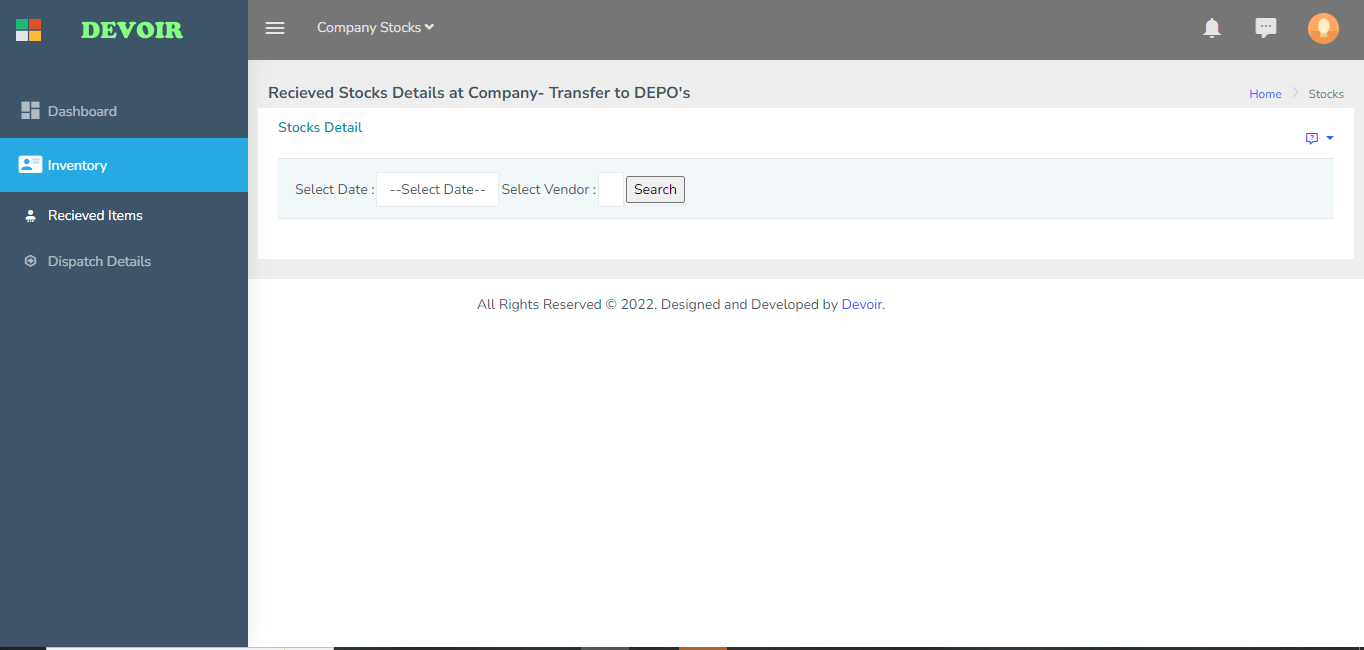 DEVOIR
Company Stocks
Dashboard
Inventory
Recieved Items
Dispatch Details
Recieved Stocks Details at Company- Transfer to DEPO's
Home Stocks
Stocks Detail
Select Date : --Select Date-- Select Vendor : Search
All Rights Reserved © 2022. Designed and Developed by Devoir.